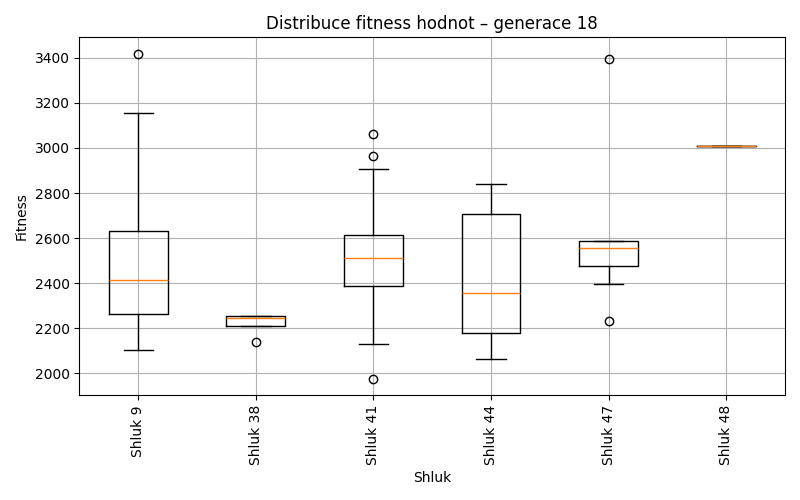 Distribuce fitness hodnot – generace 18
Fitness
3400
3200
3000
2800
2600
2400
2200
2000
Shluk 9
Shluk 38
Shluk 41
Shluk 44
Shluk 47
Shluk 48
Shluk